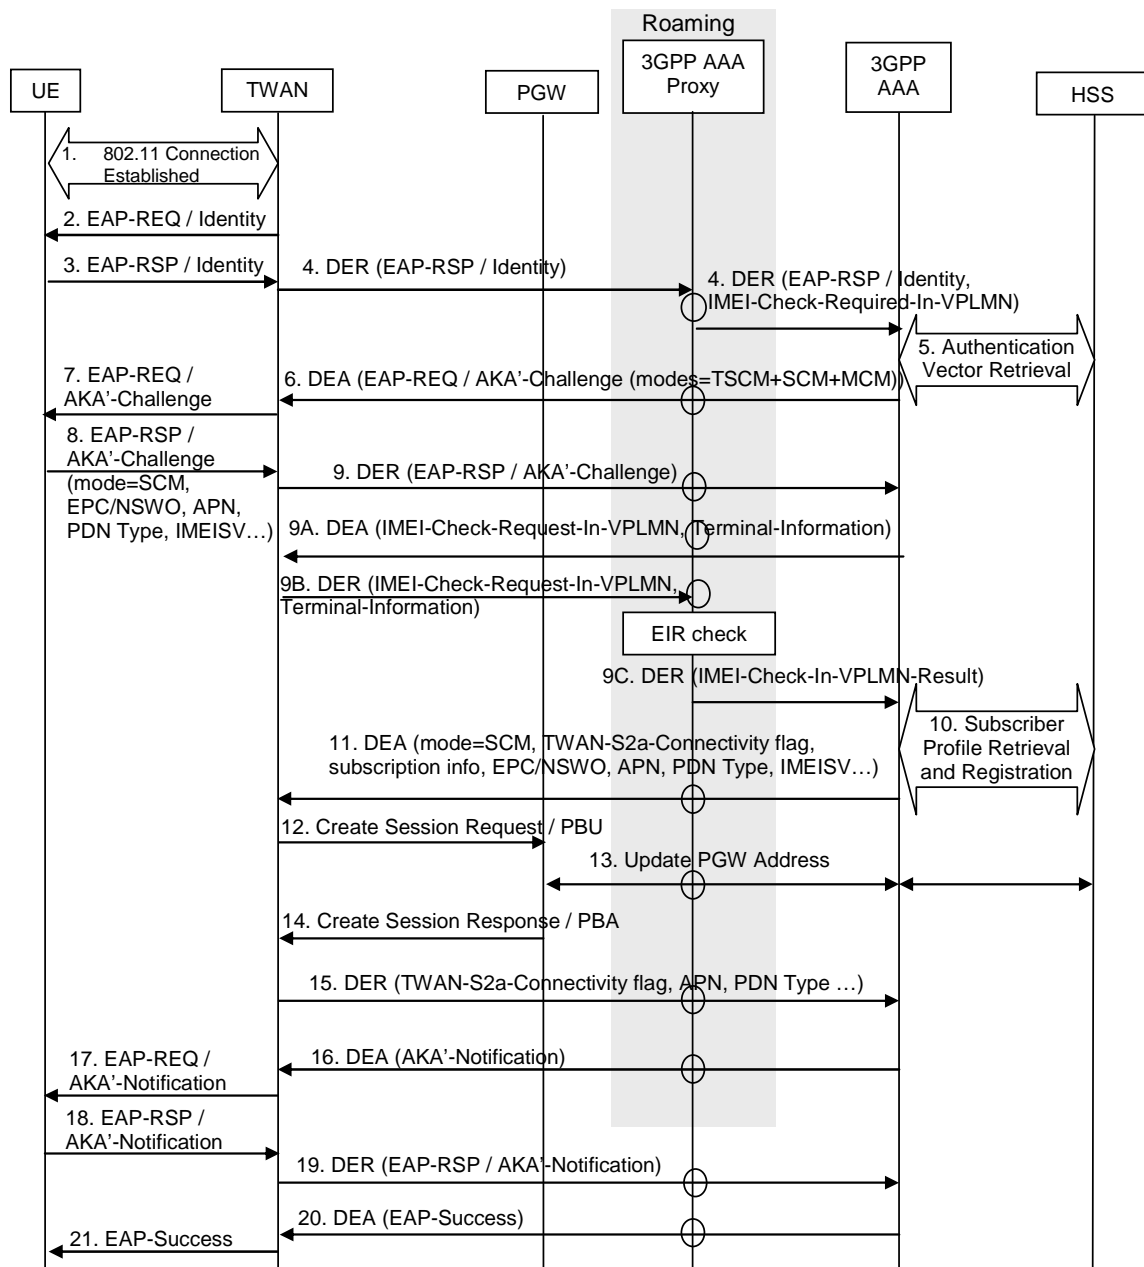 Roaming
UE
TWAN
PGW
3GPP AAA
Proxy
3GPP
AAA
HSS
1. 802.11 Connection
Established
2. EAP-REQ / Identity
3. EAP-RSP / Identity
4. DER (EAP-RSP / Identity)
4. DER (EAP-RSP / Identity,
IMEI-Check-Required-In-VPLMN)
5. Authentication
Vector Retrieval
6. DEA (EAP-REQ / AKA’-Challenge (modes=TSCM+SCM+MCM))
7. EAP-REQ /
AKA’-Challenge
8. EAP-RSP /
AKA’-Challenge
(mode=SCM,
EPC/NSWO, APN,
PDN Type, IMEISV…)
9. DER (EAP-RSP / AKA’-Challenge)
9A. DEA (IMEI-Check-Request-In-VPLMN, Terminal-Information)
9B. DER (IMEI-Check-Request-In-VPLMN,
Terminal-Information)
EIR check
9C. DER (IMEI-Check-In-VPLMN-Result)
10. Subscriber
Profile Retrieval
and Registration
11. DEA (mode=SCM, TWAN-S2a-Connectivity flag,
subscription info, EPC/NSWO, APN, PDN Type, IMEISV…)
12. Create Session Request / PBU
13. Update PGW Address
14. Create Session Response / PBA
15. DER (TWAN-S2a-Connectivity flag, APN, PDN Type …)
16. DEA (AKA’-Notification)
17. EAP-REQ /
AKA’-Notification
18. EAP-RSP /
AKA’-Notification
19. DER (EAP-RSP / AKA’-Notification)
20. DEA (EAP-Success)
21. EAP-Success